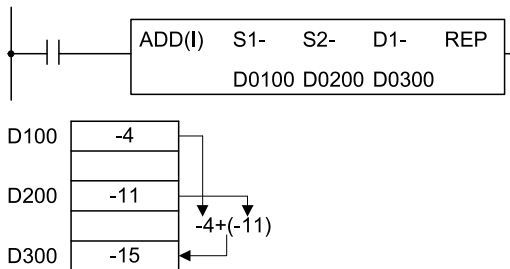 ADD(I) S1- S2- D1- REP
D0100 D0200 D0300
D100 -4
D200 -11
-4+(-11)
D300 -15